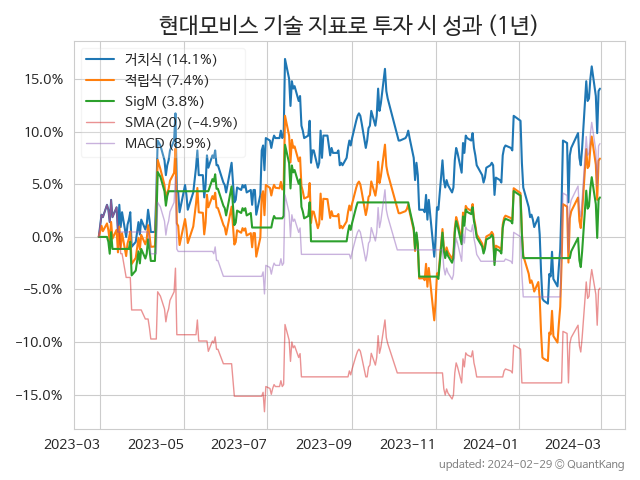 현대모비스 기술 지표로 투자 시 성과 (1년)
거치식 (14.1%)
적립식 (7.4%)
SigM (3.8%)
SMA(20) (−4.9%)
MACD (8.9%)
15.0%
10.0%
5.0%
0.0%
−5.0%
−10.0%
−15.0%
2023-03 2023-05 2023-07 2023-09 2023-11 2024-01 2024-03
updated: 2024-02-29 © QuantKang